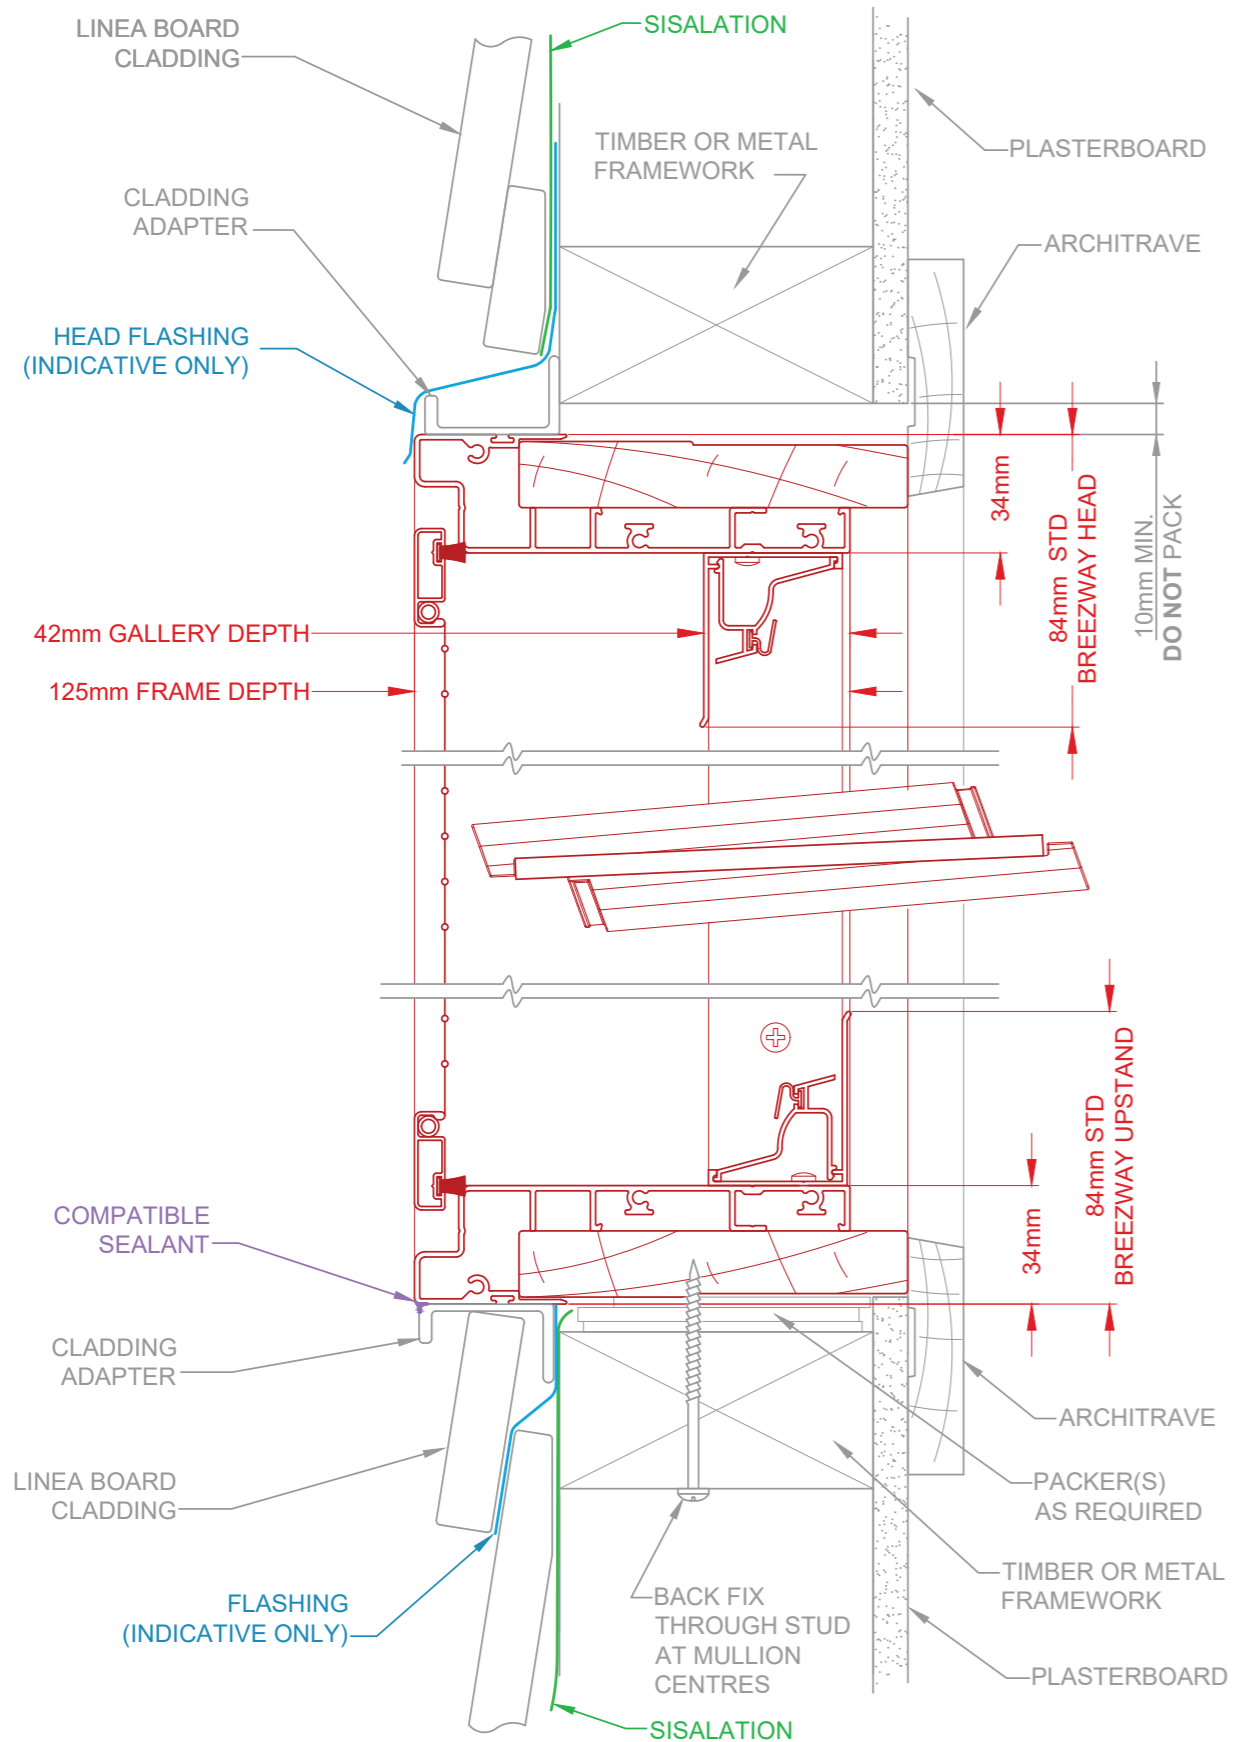 LINEA BOARD
CLADDING
SISALATION
TIMBER OR METAL
FRAMEWORK
PLASTERBOARD
CLADDING
ADAPTER
ARCHITRAVE
HEAD FLASHING
(INDICATIVE ONLY)
34mm
84mm STD
BREEZWAY HEAD
10mm MIN.
DO NOT PACK
42mm GALLERY DEPTH
125mm FRAME DEPTH
84mm STD
BREEZWAY UPSTAND
34mm
COMPATIBLE
SEALANT
CLADDING
ADAPTER
ARCHITRAVE
LINEA BOARD
CLADDING
PACKER(S)
AS REQUIRED
TIMBER OR METAL
FRAMEWORK
FLASHING
(INDICATIVE ONLY)
BACK FIX
THROUGH STUD
AT MULLION
CENTRES
PLASTERBOARD
SISALATION